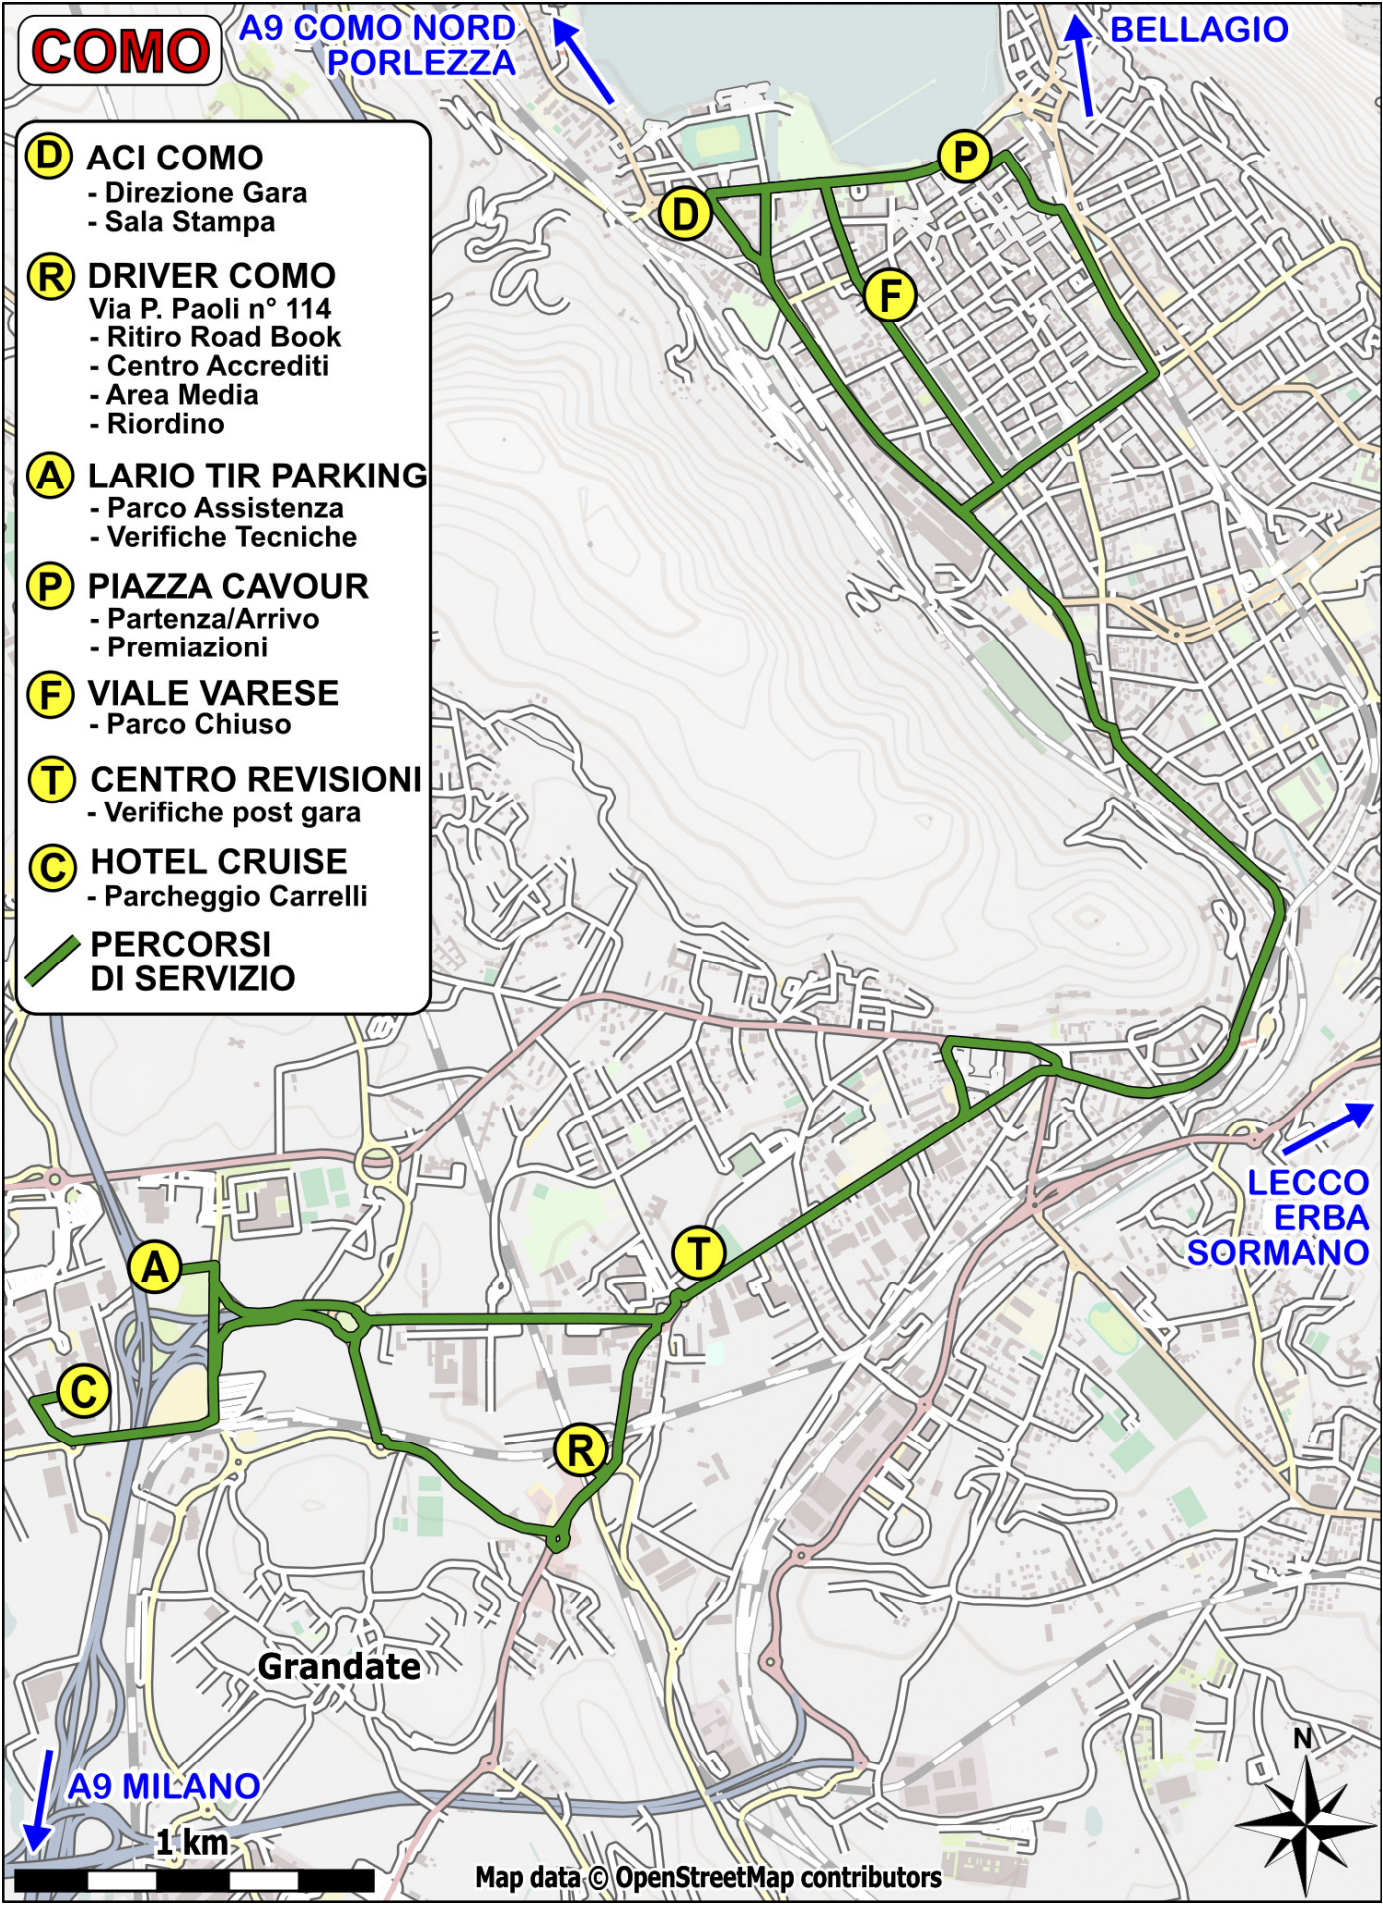 COMO
A9 COMO NORD
PORLEZZA
BELLAGIO
D ACI COMO
- Direzione Gara
- Sala Stampa
R DRIVER COMO
Via P. Paoli n° 114
- Ritiro Road Book
- Centro Accrediti
- Area Media
- Riordino
A LARIO TIR PARKING
- Parco Assistenza
- Verifiche Tecniche
P PIAZZA CAVOUR
- Partenza/Arrivo
- Premiazioni
F VIALE VARESE
- Parco Chiuso
T CENTRO REVISIONI
- Verifiche post gara
C HOTEL CRUISE
- Parcheggio Carrelli
PERCORSI
DI SERVIZIO
P
D
F
LECCO
ERBA
SORMANO
T
A
C
R
Grandate
N
A9 MILANO
1 km
Map data © OpenStreetMap contributors